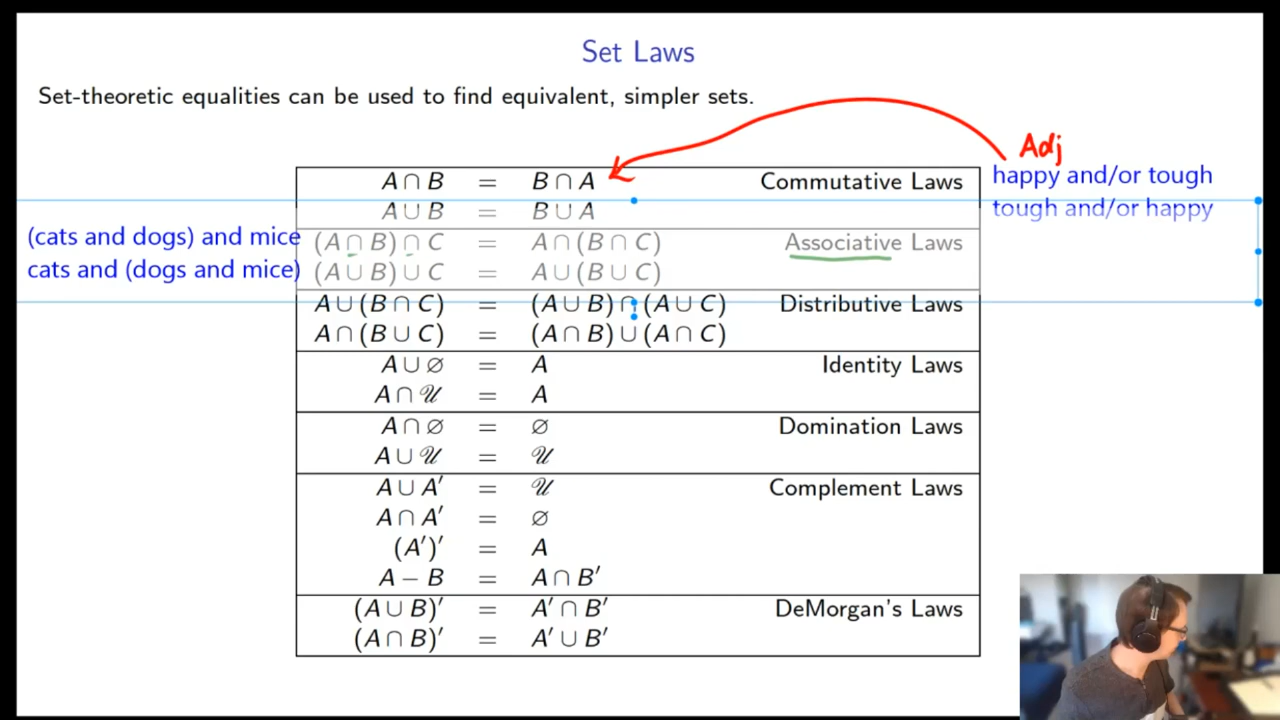 Set Laws
Set-theoretic equalities can be used to find equivalent, simpler sets.
Adj
happy and/or tough
tough and/or happy
(cats and dogs) and mice
cats and (dogs and mice)
A ∩ B = B ∩ A Commutative Laws
A ∪ B = B ∪ A
(A ∩ B) ∩ C = A ∩ (B ∩ C) Associative Laws
(A ∪ B) ∪ C = A ∪ (B ∪ C)
A ∪ (B ∩ C) = (A ∪ B) ∩ (A ∪ C) Distributive Laws
A ∩ (B ∪ C) = (A ∩ B) ∪ (A ∩ C)
A ∪ ∅ = A Identity Laws
A ∩ 𝒰 = A
A ∩ ∅ = ∅ Domination Laws
A ∪ 𝒰 = 𝒰
A ∪ A′ = 𝒰 Complement Laws
A ∩ A′ = ∅
(A′)′ = A
A − B = A ∩ B′
(A ∪ B)′ = A′ ∩ B′ DeMorgan's Laws
(A ∩ B)′ = A′ ∪ B′